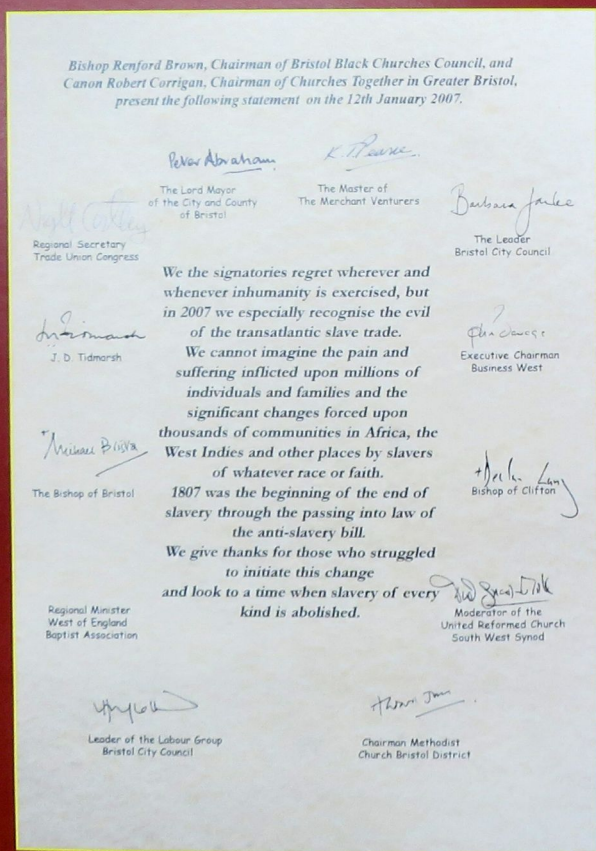 Bishop Renford Brown, Chairman of Bristol Black Churches Council, and
Canon Robert Corrigan, Chairman of Churches Together in Greater Bristol,
present the following statement on the 12th January 2007.
Peter Abraham
The Lord Mayor
of the City and County
of Bristol
The Master of
The Merchant Venturers
Regional Secretary
Trade Union Congress
Barbara Janke
The Leader
Bristol City Council
We the signatories regret wherever and
whenever inhumanity is exercised, but
in 2007 we especially recognise the evil
of the transatlantic slave trade.
We cannot imagine the pain and
suffering inflicted upon millions of
individuals and families and the
significant changes forced upon
thousands of communities in Africa, the
West Indies and other places by slavers
of whatever race or faith.
1807 was the beginning of the end of
slavery through the passing into law of
the anti-slavery bill.
We give thanks for those who struggled
to initiate this change
and look to a time when slavery of every
kind is abolished.
J. D. Tidmarsh
Executive Chairman
Business West
Michael Bristol
The Bishop of Bristol
Declan Lang
Bishop of Clifton
Regional Minister
West of England
Baptist Association
Moderator of the
United Reformed Church
South West Synod
Leader of the Labour Group
Bristol City Council
Chairman Methodist
Church Bristol District